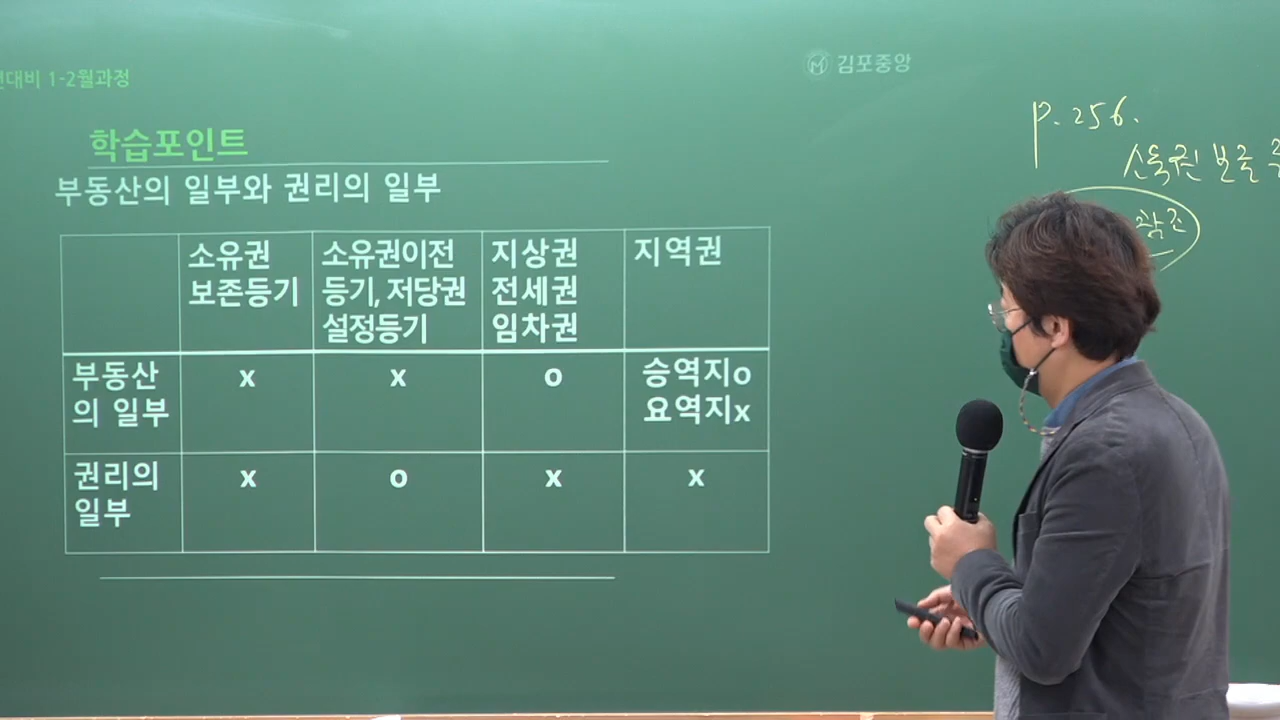 대비 1-2월과정
김포중앙
학습포인트
부동산의 일부와 권리의 일부
소유권
보존등기
소유권이전
등기, 저당권
설정등기
지상권
전세권
임차권
지역권
부동산
의 일부
x
x
o
승역지o
요역지x
권리의
일부
x
o
x
x
p. 256.
소유권 보존
참조